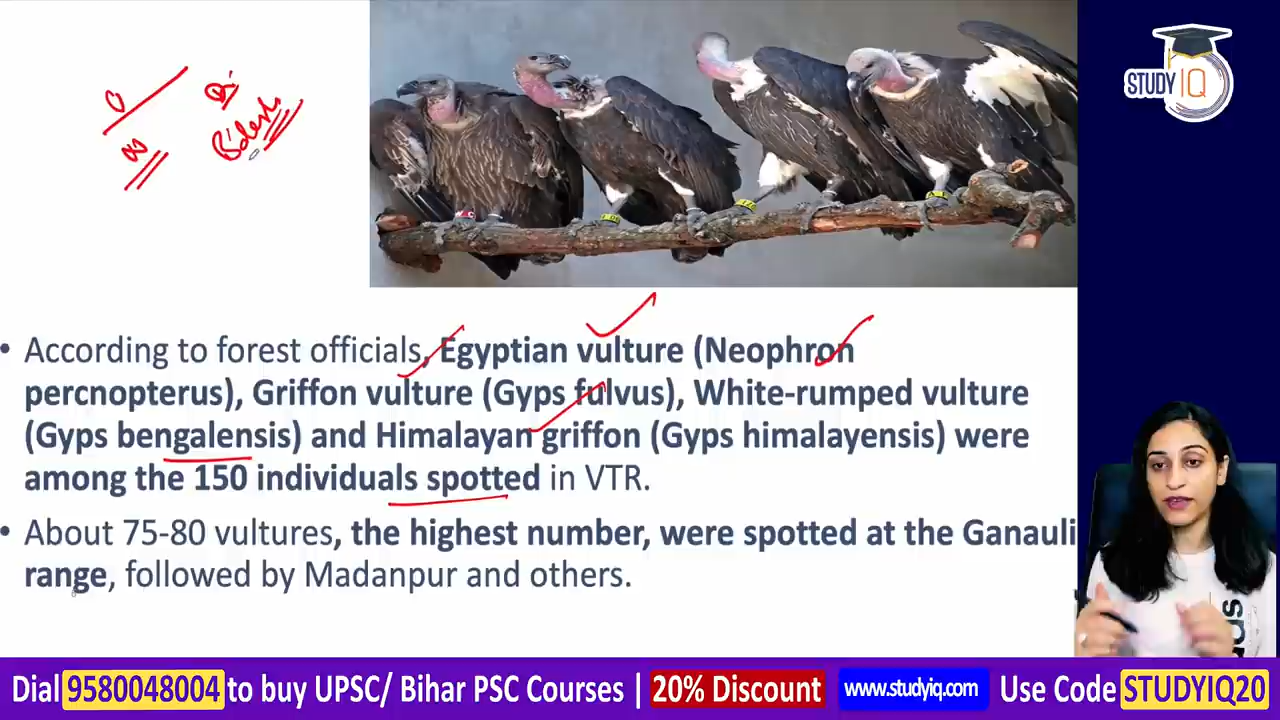 STUDY IQ
• According to forest officials, Egyptian vulture (Neophron
percnopterus), Griffon vulture (Gyps fulvus), White-rumped vulture
(Gyps bengalensis) and Himalayan griffon (Gyps himalayensis) were
among the 150 individuals spotted in VTR.
• About 75-80 vultures, the highest number, were spotted at the Ganauli
range, followed by Madanpur and others.
Dial 9580048004 to buy UPSC/ Bihar PSC Courses | 20% Discount www.studyiq.com Use Code STUDYIQ20